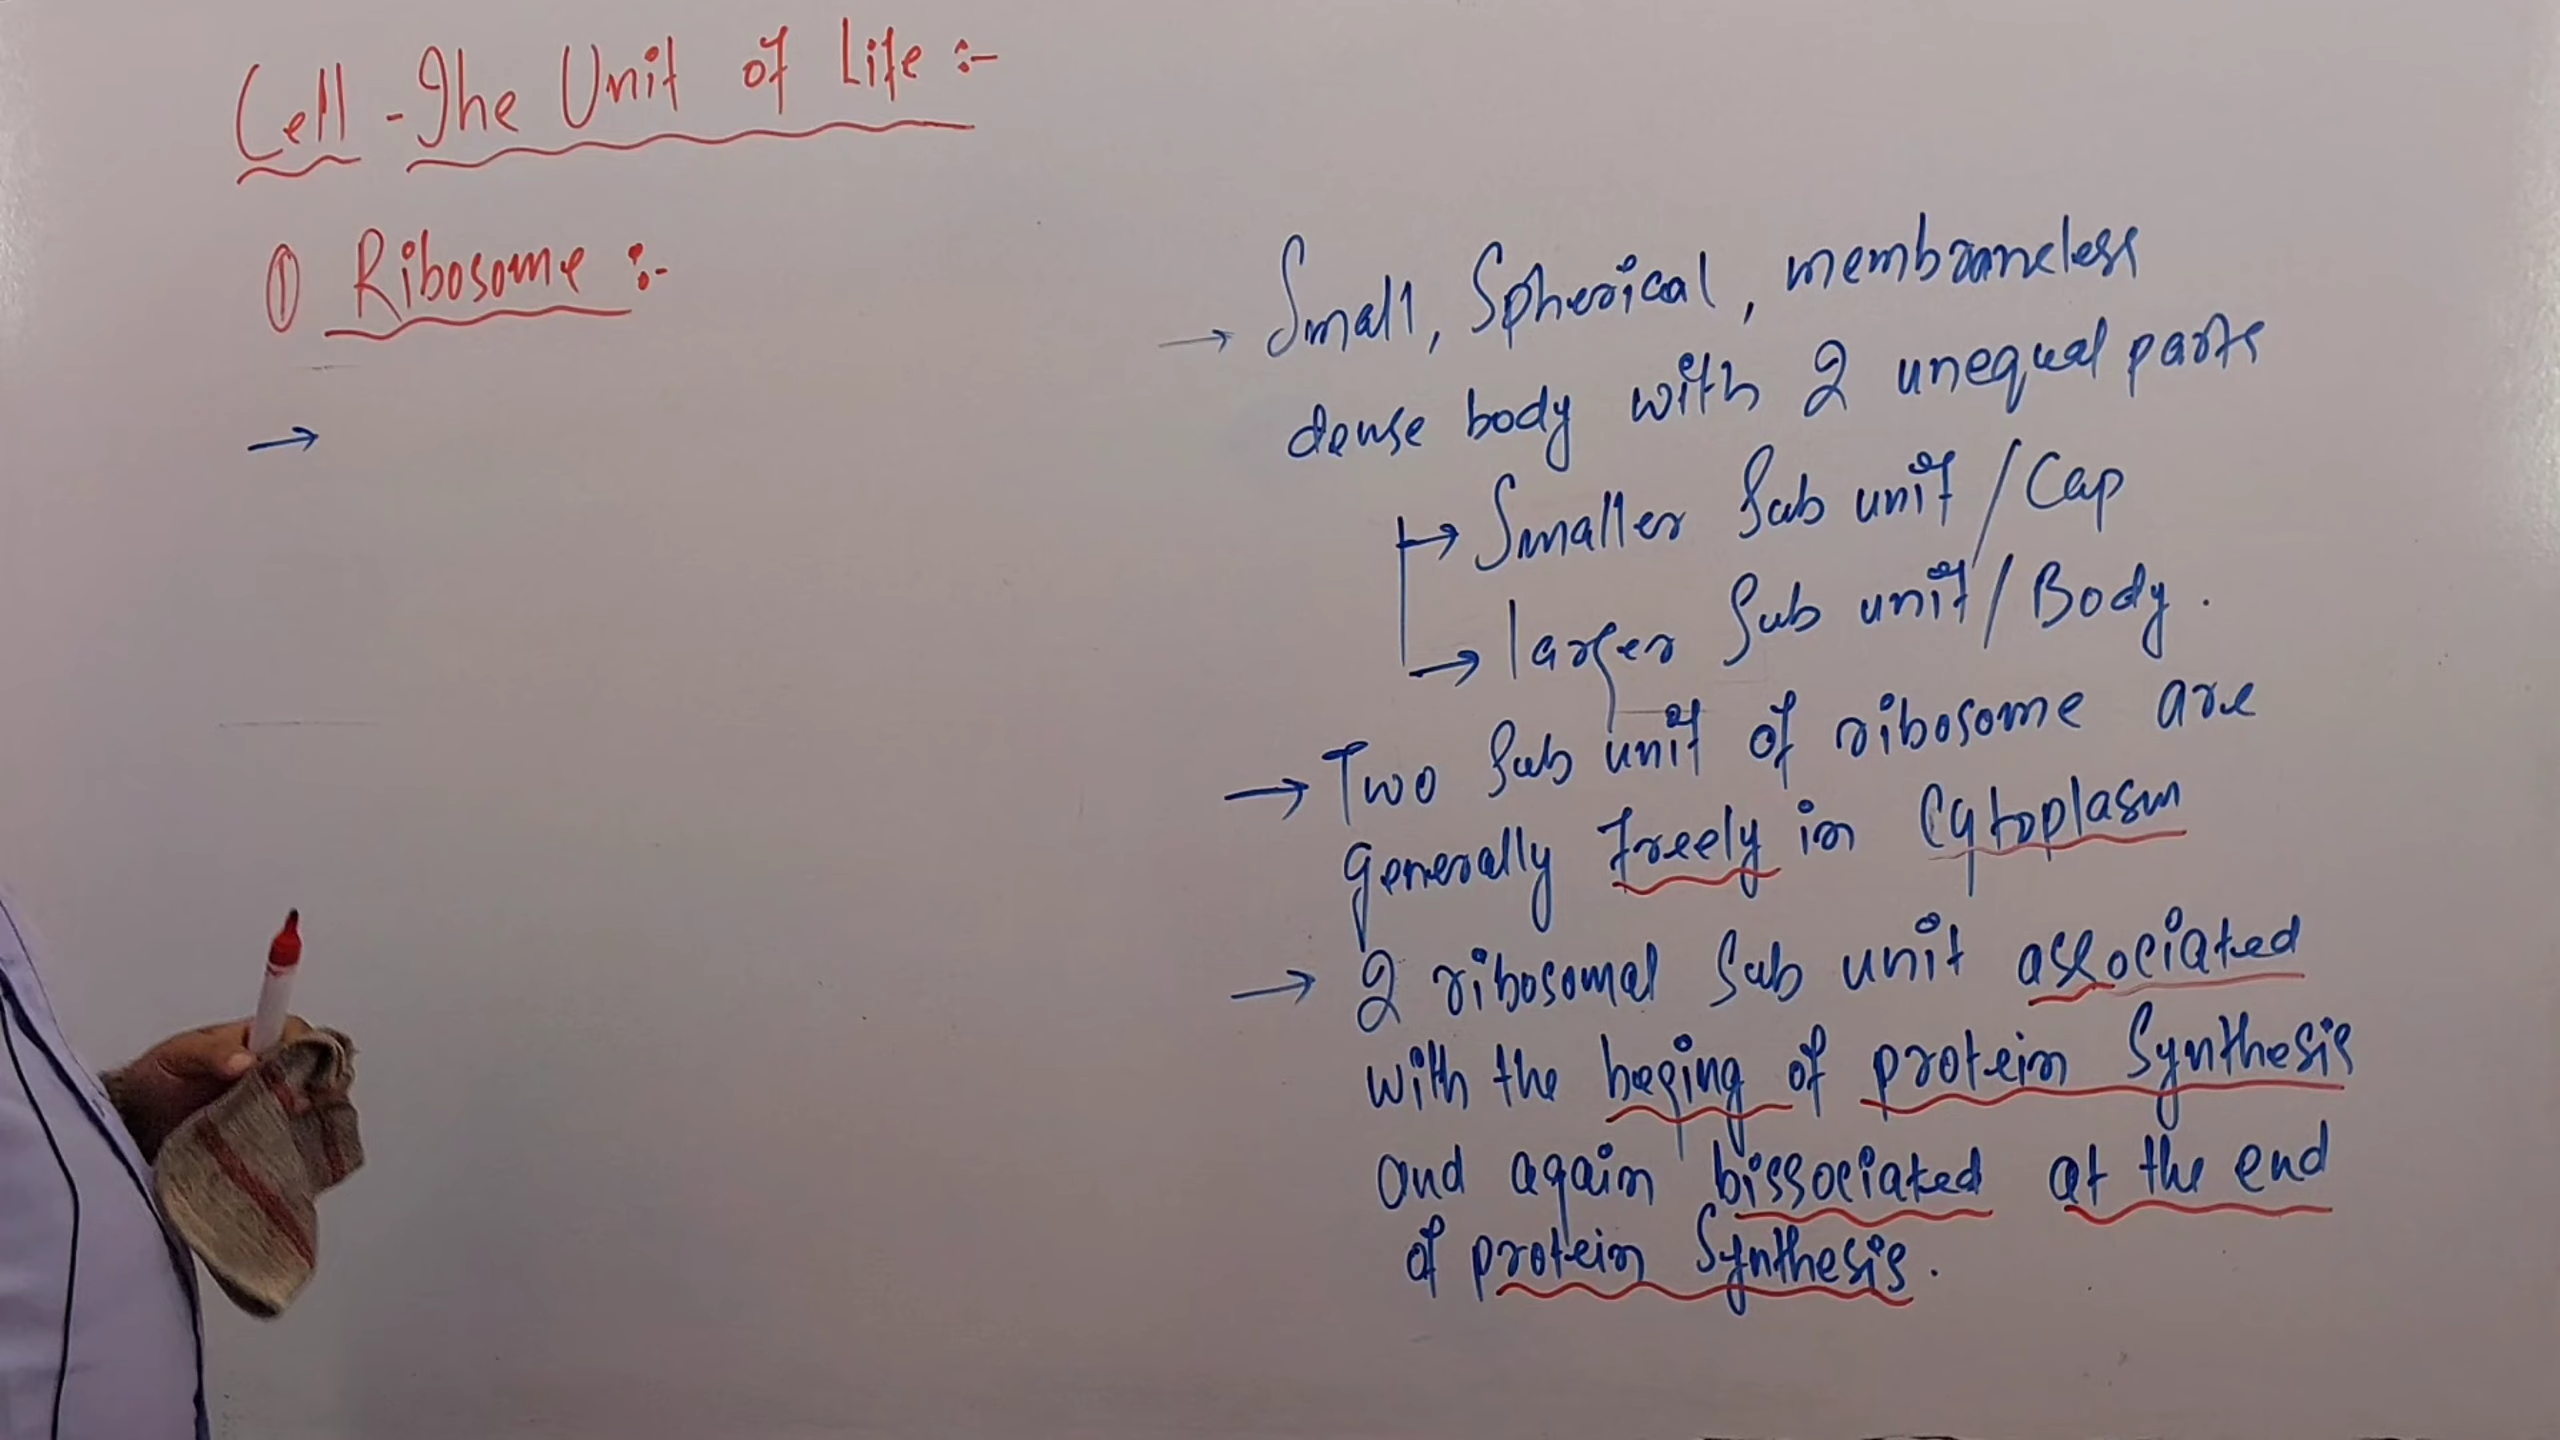 Cell - The Unit of Life :-
① Ribosome :-
→
→ Small, Spherical, membraneless
dense body with 2 unequal parts
→ Smaller Sub unit / Cap
→ larger Sub unit / Body.
→ Two Sub unit of ribosome are
generally freely in Cytoplasm
→ 2 ribosomal Sub unit associated
with the beging of protein Synthesis
and again bissociated at the end
of protein Synthesis.